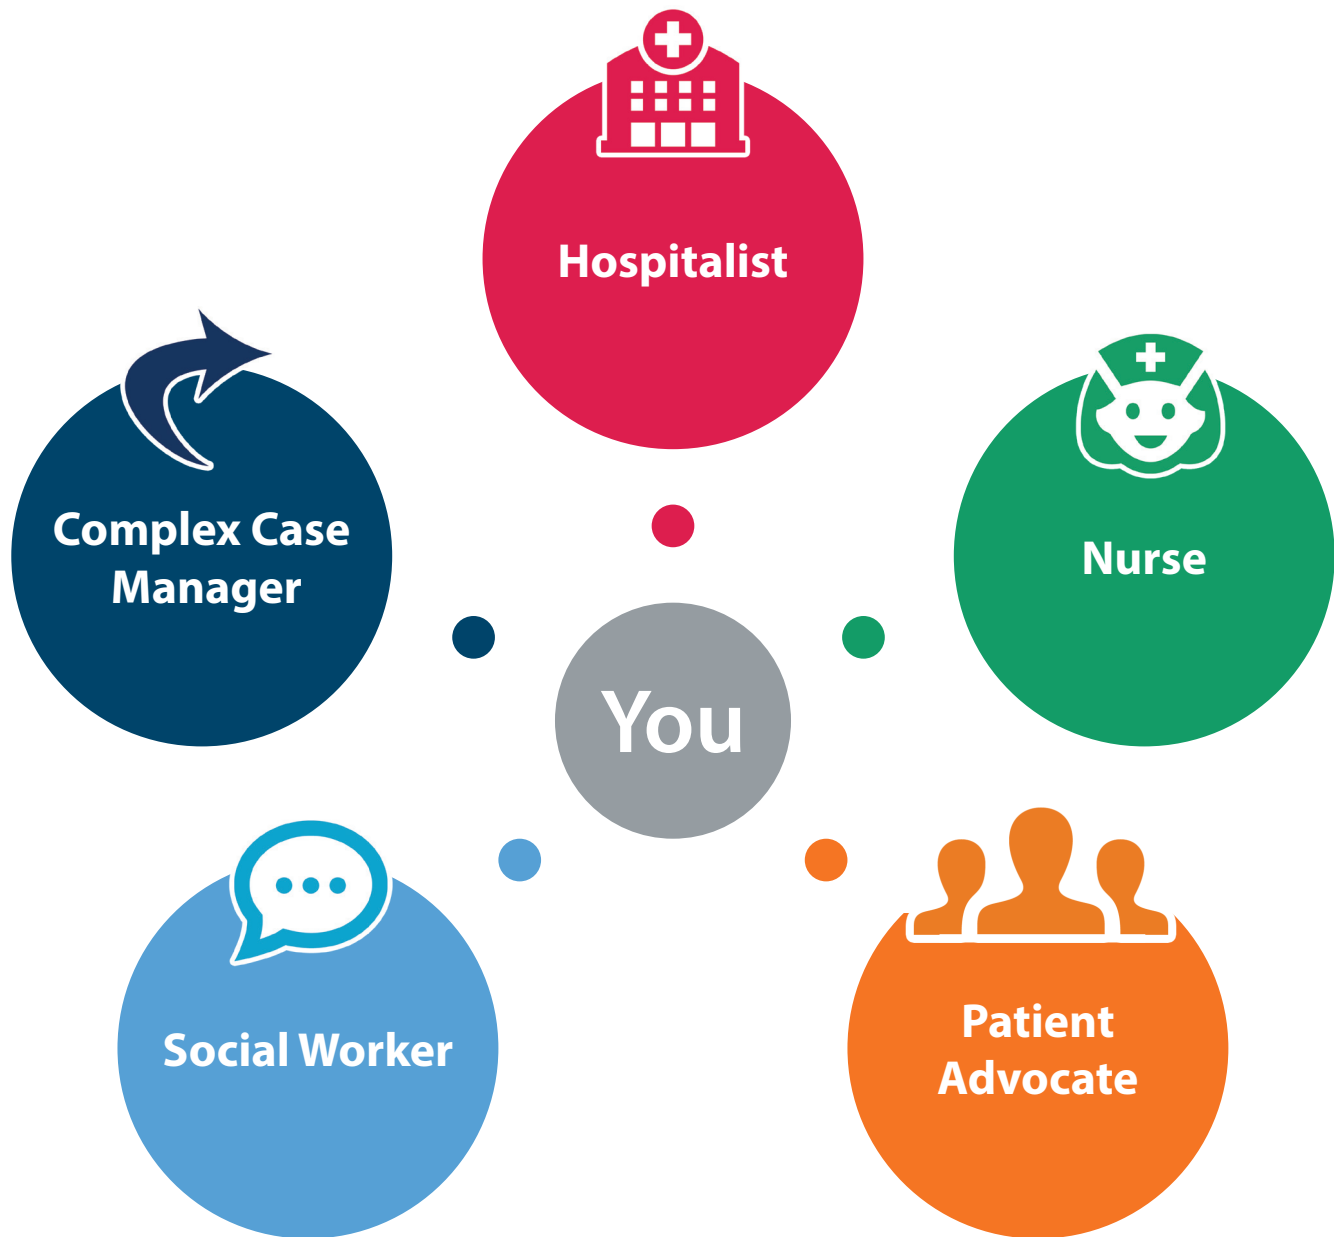 Hospitalist
Complex Case
Manager
Nurse
You
Social Worker
Patient
Advocate